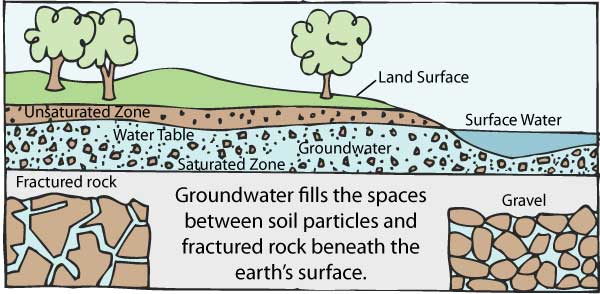 Land Surface
Unsaturated Zone
Surface Water
Water Table
Groundwater
Saturated Zone
Fractured rock
Groundwater fills the spaces
between soil particles and
fractured rock beneath the
earth's surface.
Gravel